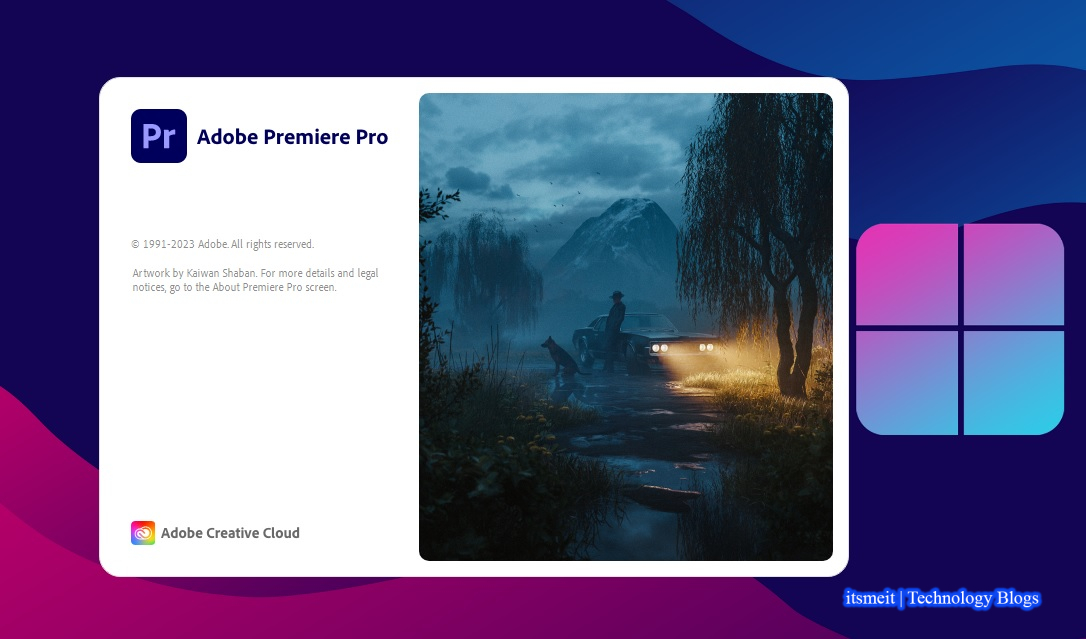 Pr
Adobe Premiere Pro
© 1991-2023 Adobe. All rights reserved.
Artwork by Kaiwan Shaban. For more details and legal
notices, go to the About Premiere Pro screen.
Adobe Creative Cloud
itsmeit | Technology Blogs